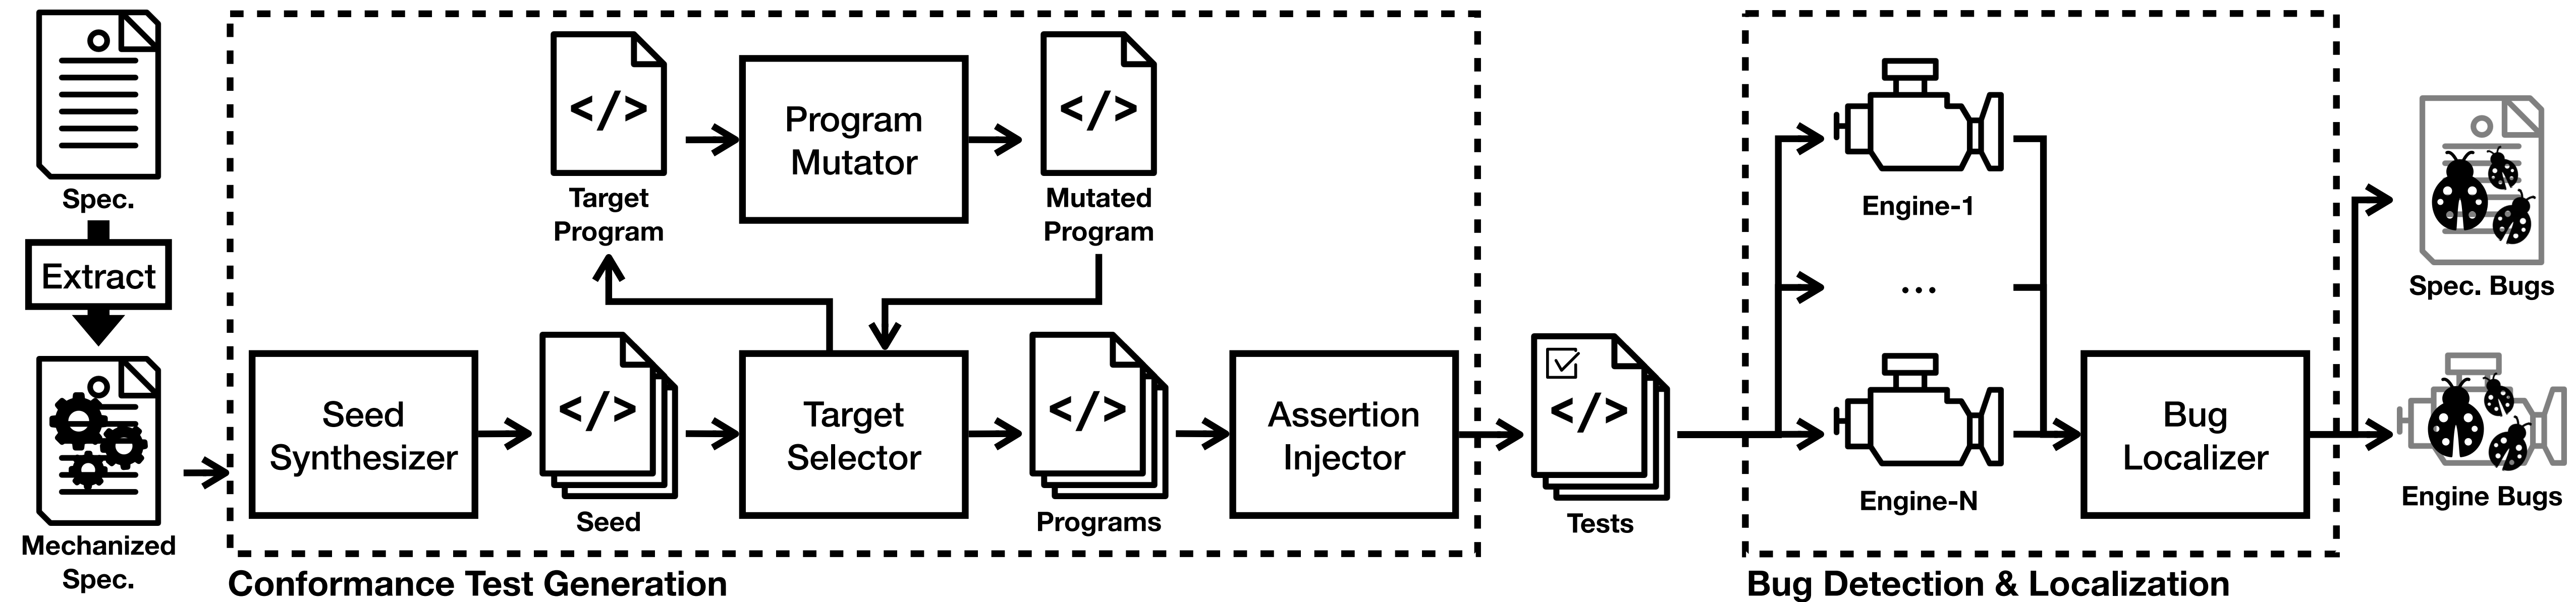 Spec.
Extract
Mechanized
Spec.
</>
Target
Program
Program
Mutator
</>
Mutated
Program
Seed
Synthesizer
</>
Seed
Target
Selector
</>
Programs
Assertion
Injector
Conformance Test Generation
</>
Tests
Engine-1
...
Engine-N
Bug
Localizer
Bug Detection & Localization
Spec. Bugs
Engine Bugs